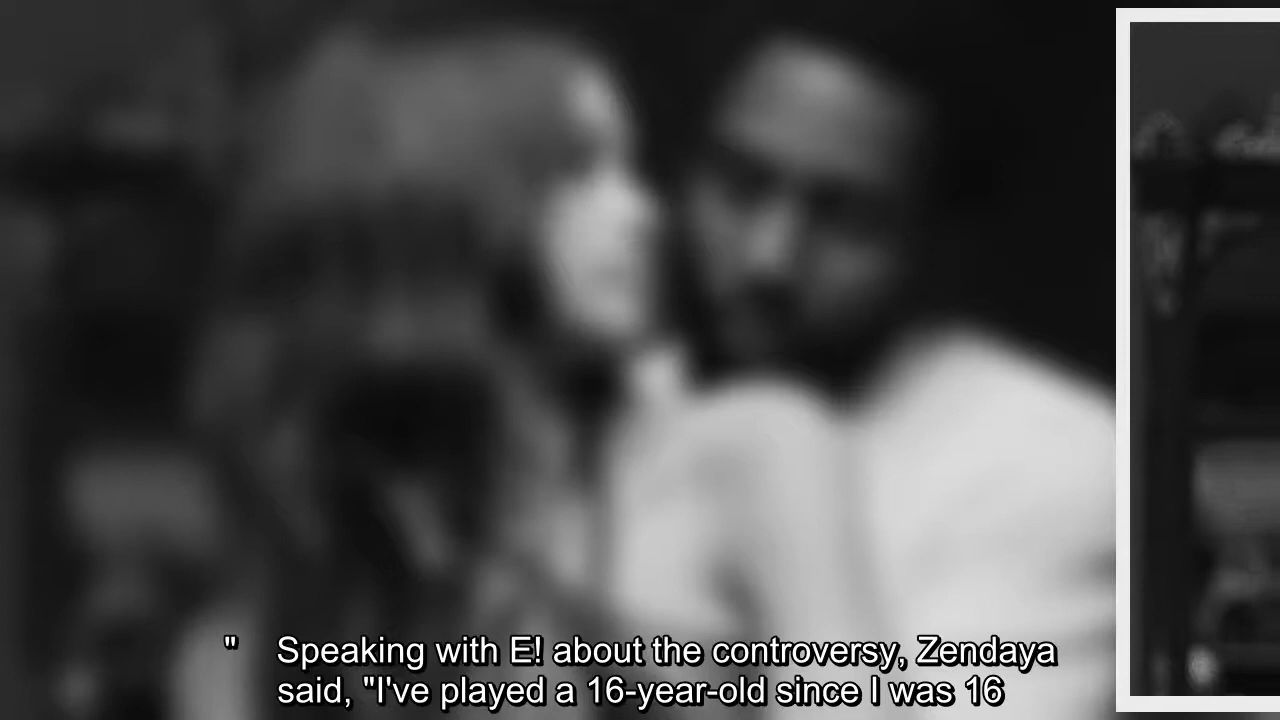 " Speaking with E! about the controversy, Zendaya
said, "I've played a 16-year-old since I was 16